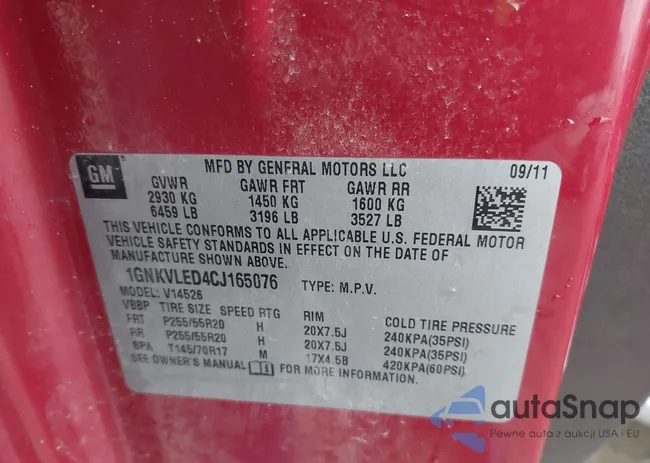 GM
MFD BY GENERAL MOTORS LLC
09/11
GVWR GAWR FRT GAWR RR
2930 KG 1450 KG 1600 KG
6459 LB 3196 LB 3527 LB
THIS VEHICLE CONFORMS TO ALL APPLICABLE U.S. FEDERAL MOTOR
VEHICLE SAFETY STANDARDS IN EFFECT ON THE DATE OF
MANUFACTURE SHOWN ABOVE.
1GNKVLED4CJ165076 TYPE: M.P.V.
MODEL: V14526
VBBP TIRE SIZE SPEED RTG RIM COLD TIRE PRESSURE
FRT P255/55R20 H 20X7.5J 240KPA(35PSI)
RR P255/55R20 H 20X7.5J 240KPA(35PSI)
SPA T145/70R17 M 17X4.5B 420KPA(60PSI)
SEE OWNER'S MANUAL FOR MORE INFORMATION.
autaSnap
Pewne auta z aukcji USA i EU